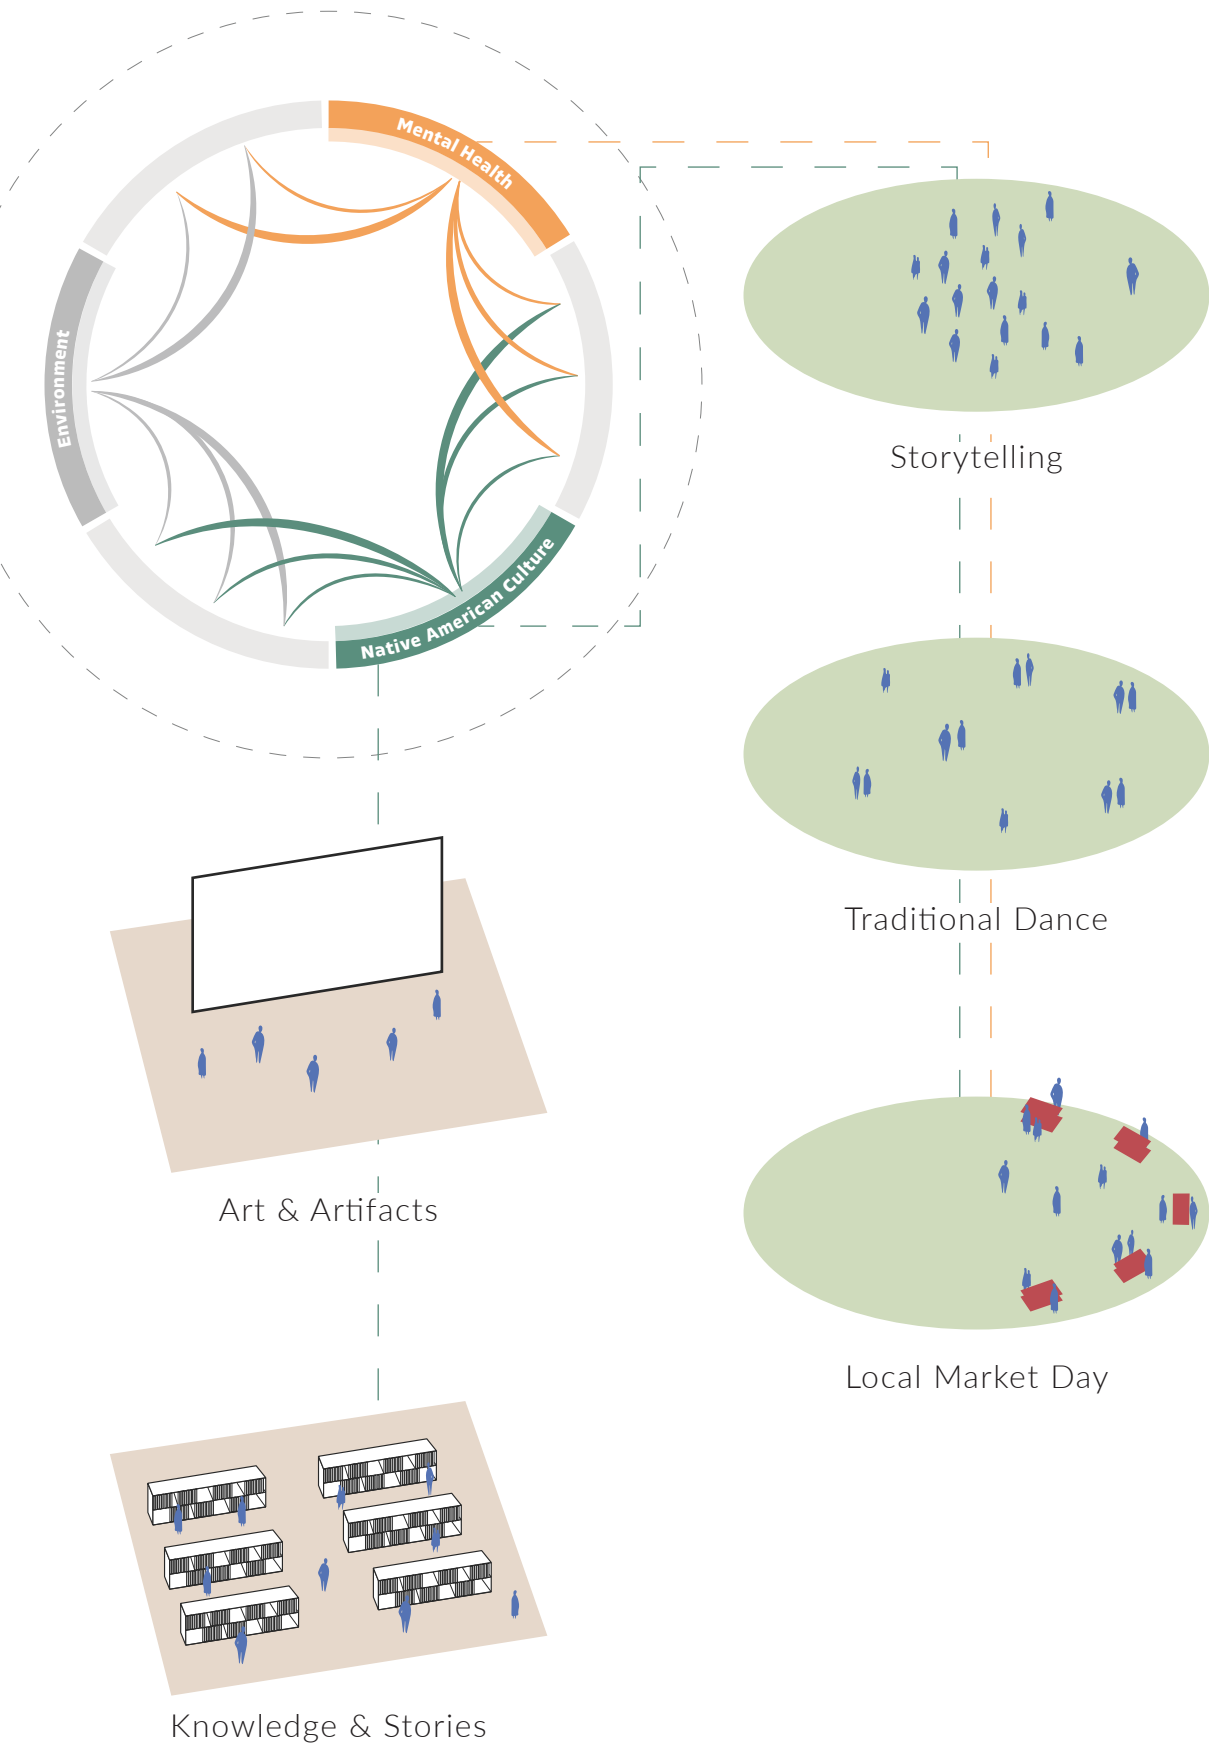 Mental Health
Environment
Native American Culture
Storytelling
Traditional Dance
Art & Artifacts
Local Market Day
Knowledge & Stories